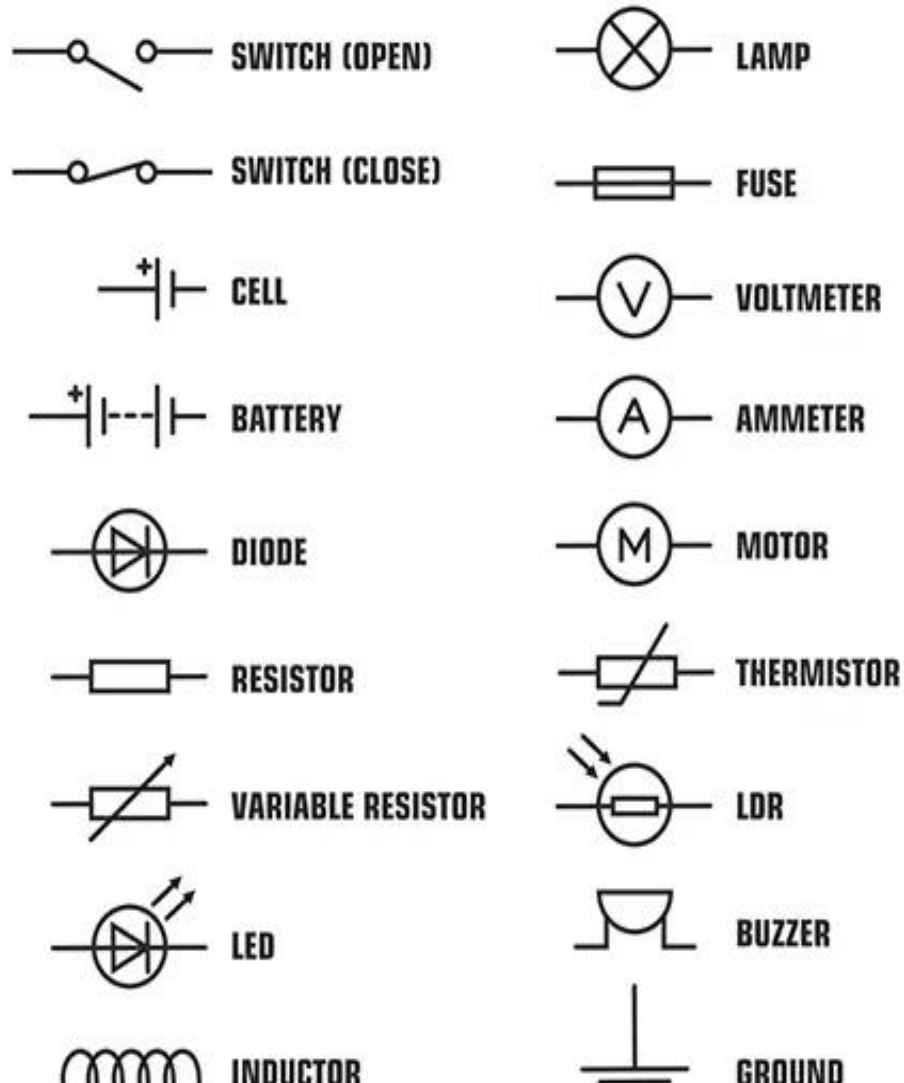 SWITCH (OPEN)
SWITCH (CLOSE)
+
CELL
+
BATTERY
DIODE
RESISTOR
VARIABLE RESISTOR
LED
INDUCTOR
LAMP
FUSE
V
VOLTMETER
A
AMMETER
M
MOTOR
THERMISTOR
LDR
BUZZER
GROUND